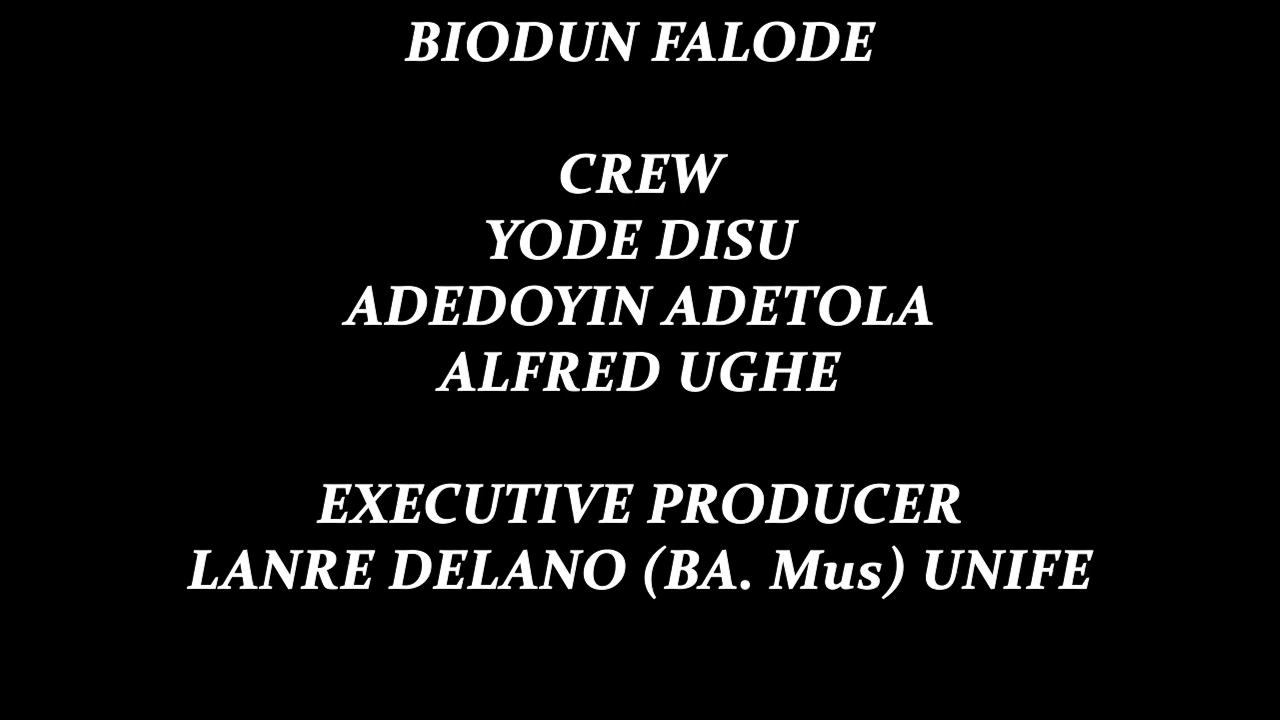 BIODUN FALODE
CREW
YODE DISU
ADEDOYIN ADETOLA
ALFRED UGHE
EXECUTIVE PRODUCER
LANRE DELANO (BA. Mus) UNIFE